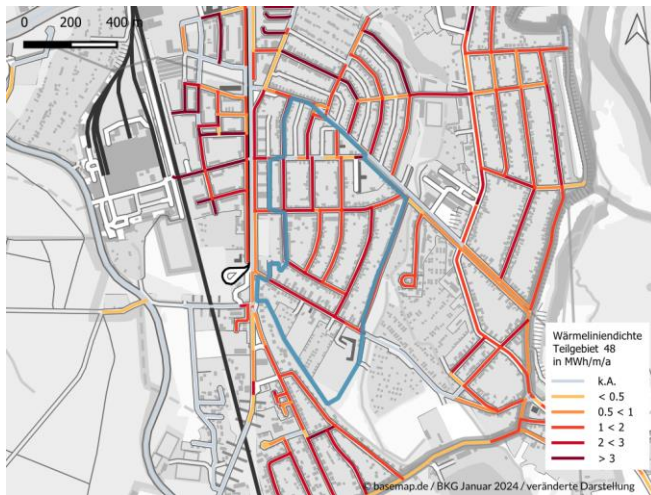 0 200 400 m
Wärmeliniendichte
Teilgebiet 48
in MWh/m/a
k.A.
< 0.5
0.5 < 1
1 < 2
2 < 3
> 3
© basemap.de / BKG Januar 2024 / veränderte Darstellung